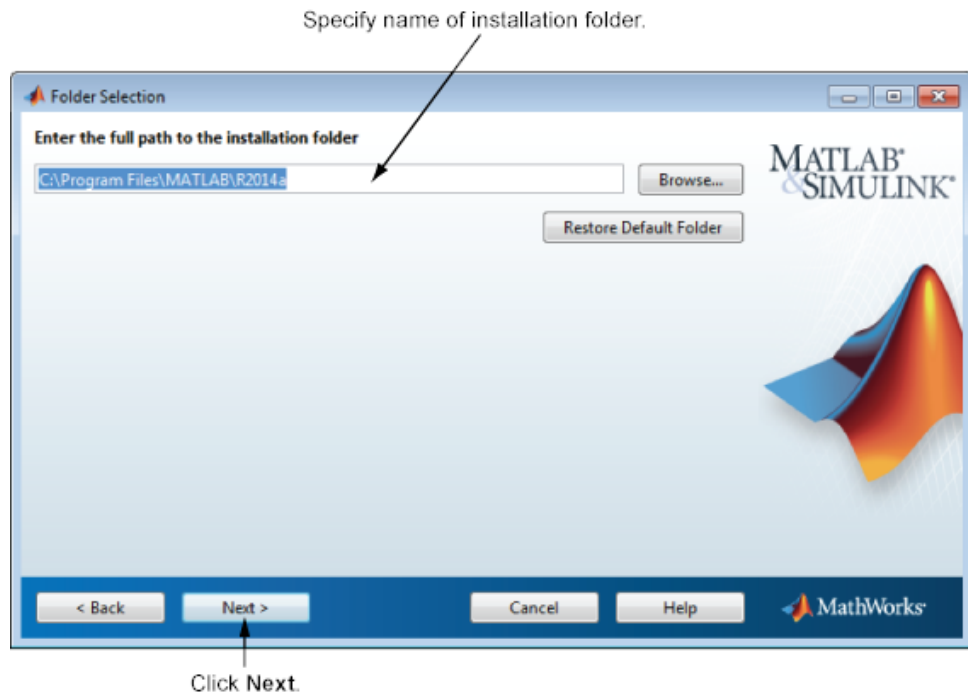 Specify name of installation folder.
Folder Selection
Enter the full path to the installation folder
C:\Program Files\MATLAB\R2014a
Browse...
Restore Default Folder
MATLAB®
&SIMULINK®
< Back
Next >
Cancel
Help
MathWorks®
Click Next.